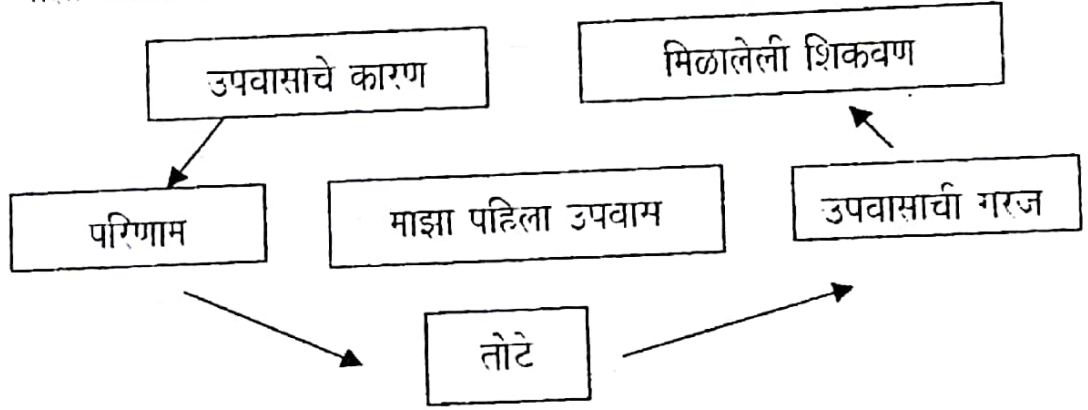 उपवासाचे कारण
मिळालेली शिकवण
परिणाम
माझा पहिला उपवास
उपवासाची गरज
तोटे